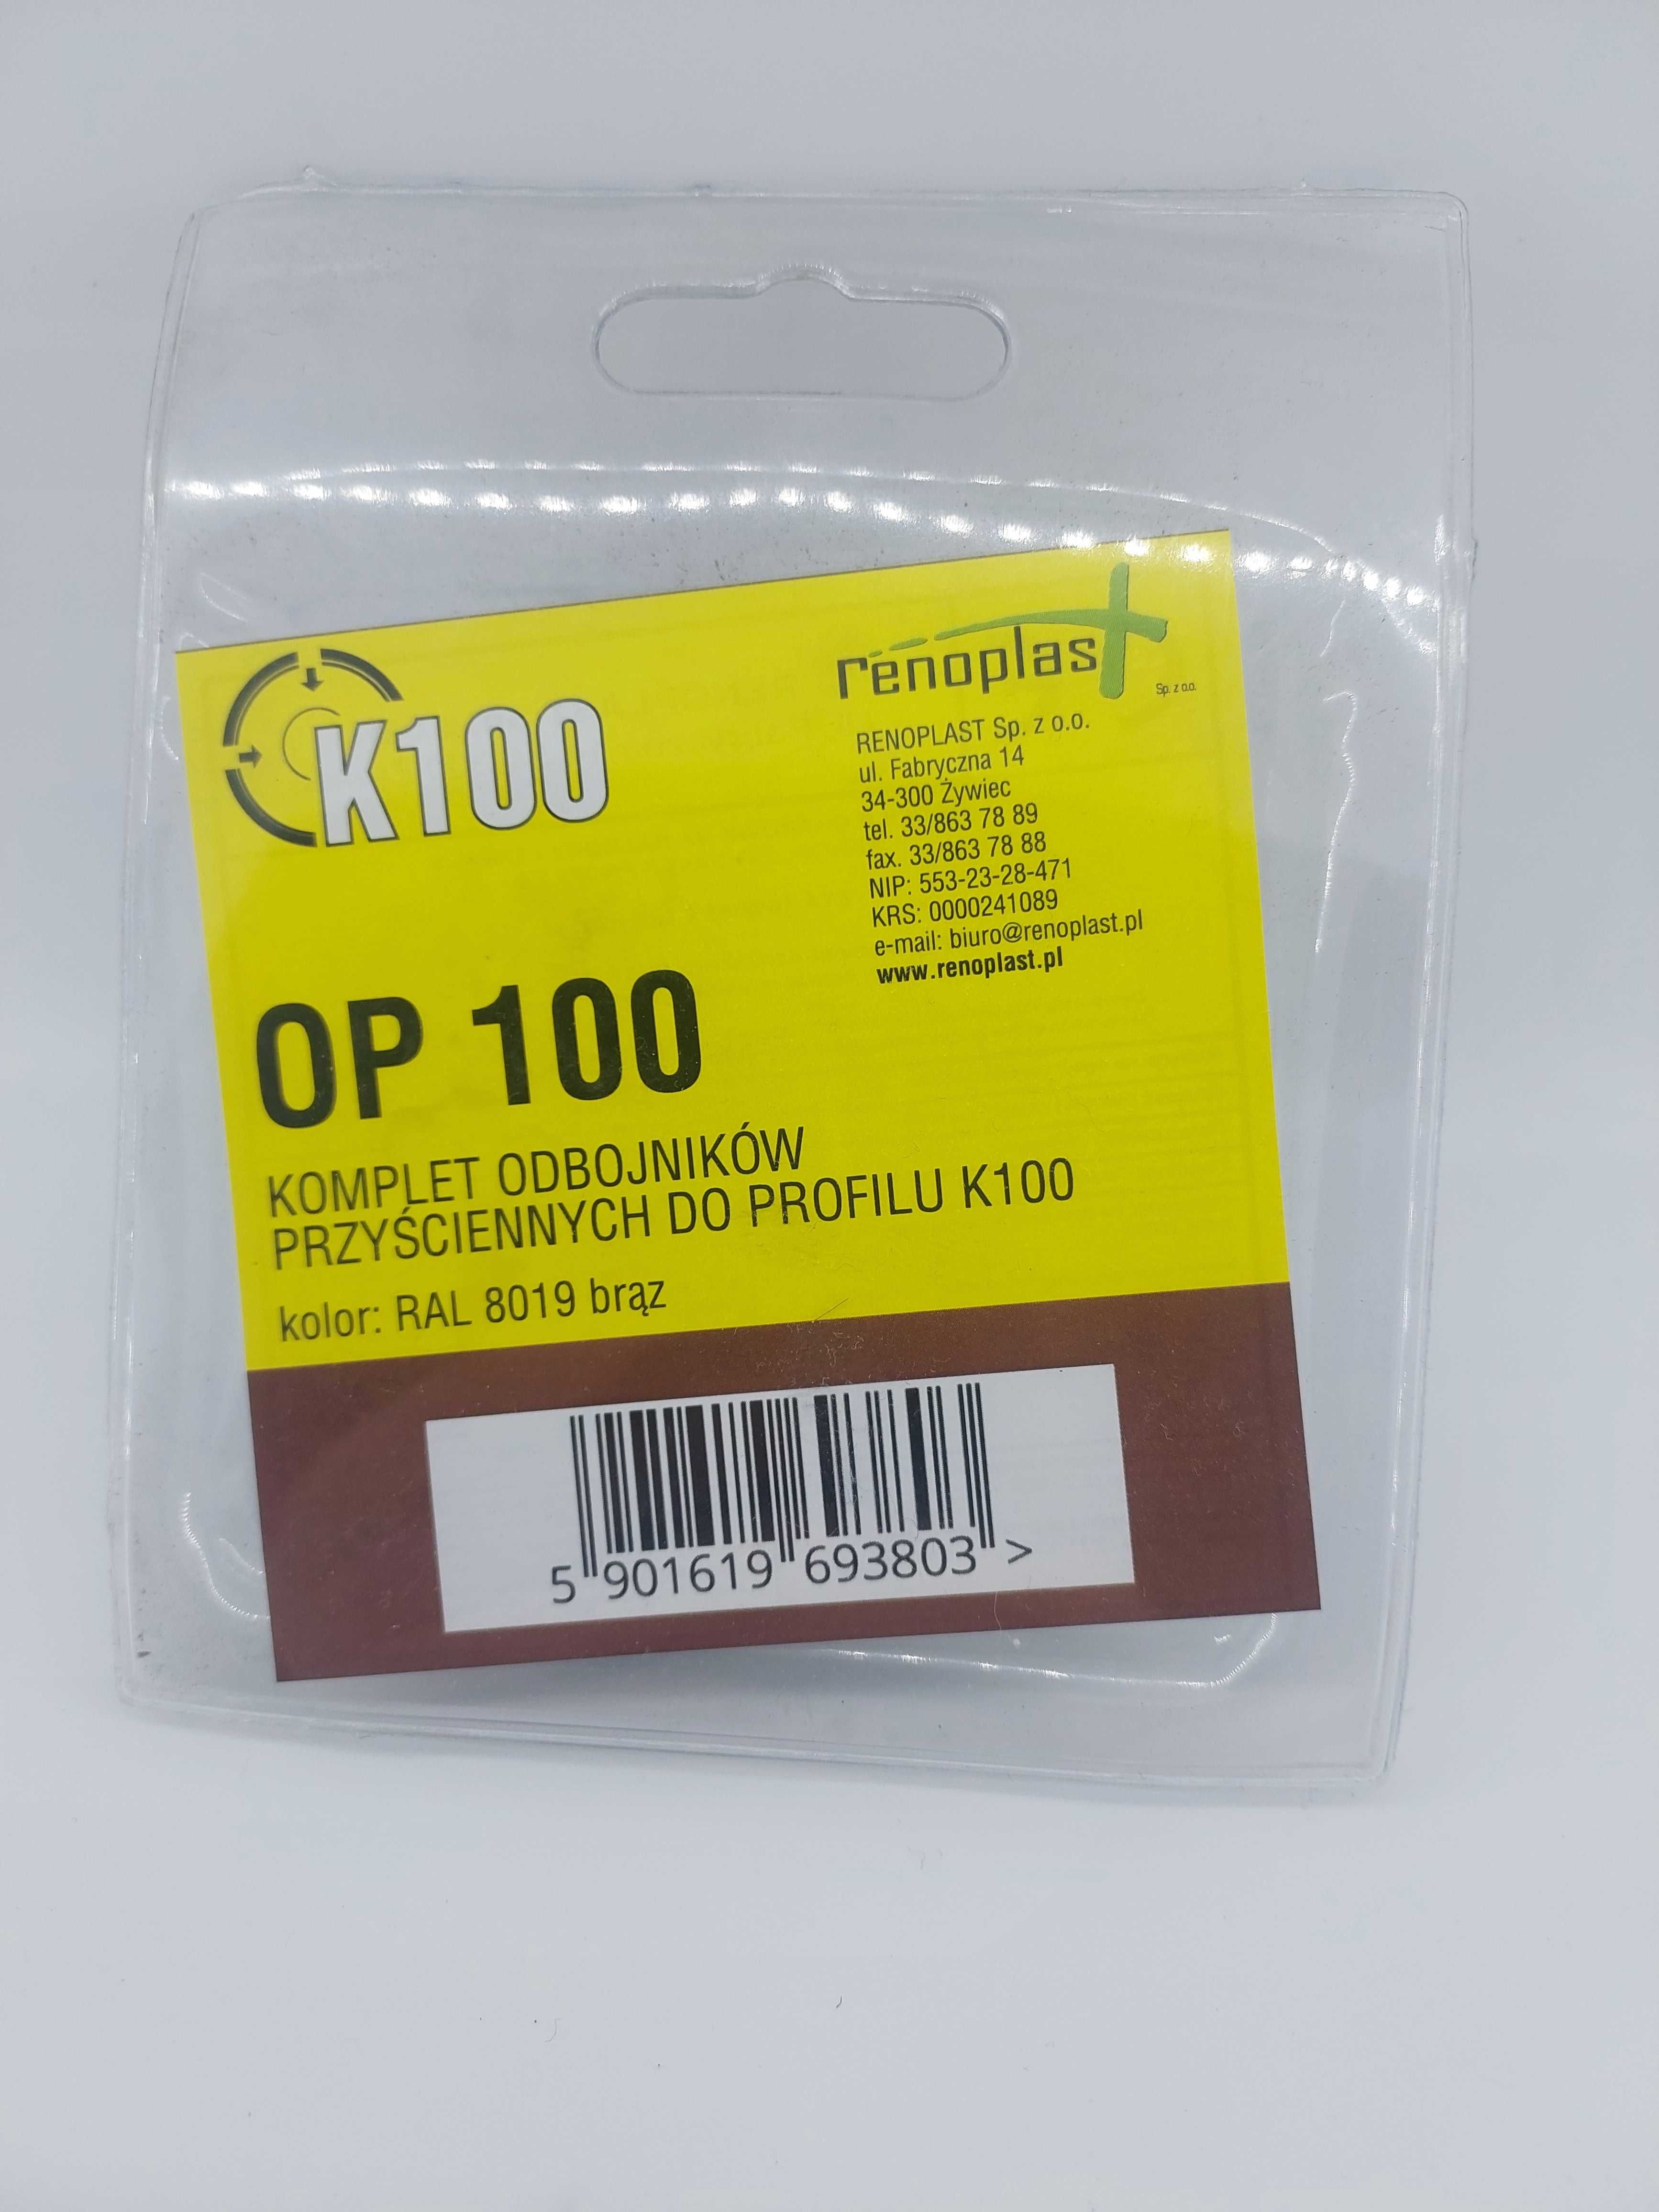 K100
renoplast
Sp. z o.o.
RENOPLAST Sp. z o.o.
ul. Fabryczna 14
34-300 Żywiec
tel. 33/863 78 89
fax. 33/863 78 88
NIP: 553-23-28-471
KRS: 0000241089
e-mail: biuro@renoplast.pl
www.renoplast.pl
OP 100
KOMPLET ODBOJNIKÓW
PRZYŚCIENNYCH DO PROFILU K100
kolor: RAL 8019 brąz
5 901619 693803 >